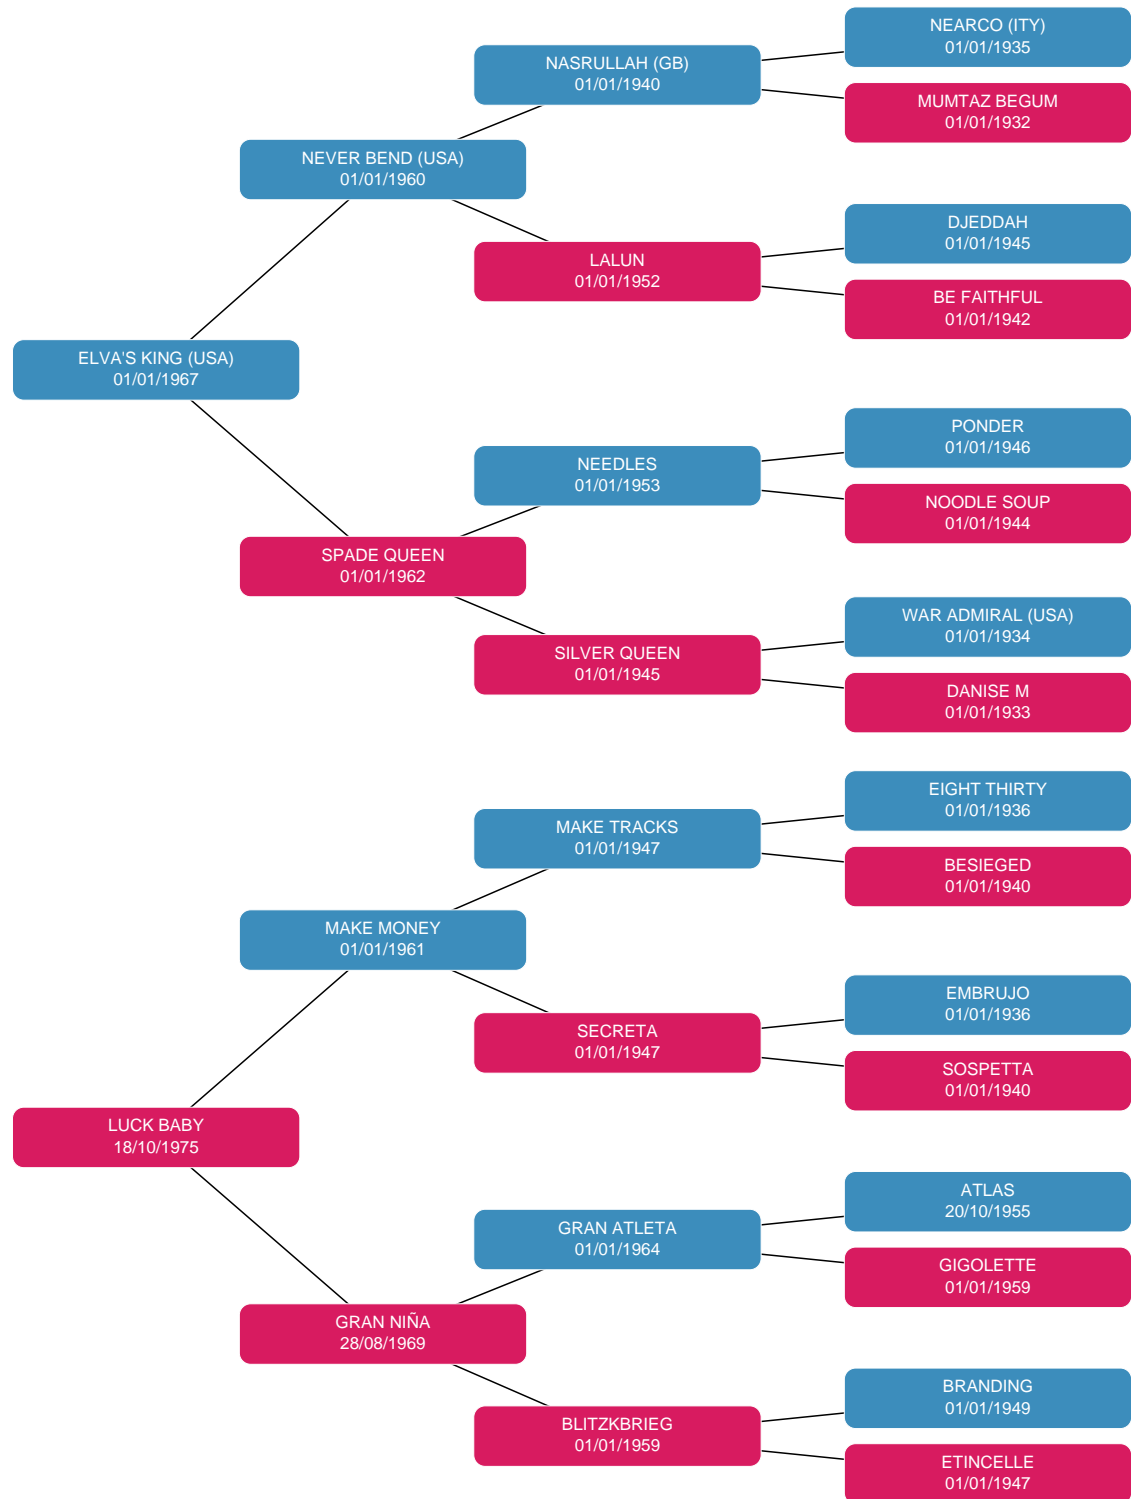 NEARCO (ITY)
01/01/1935
NASRULLAH (GB)
01/01/1940
MUMTAZ BEGUM
01/01/1932
NEVER BEND (USA)
01/01/1960
DJEDDAH
01/01/1945
LALUN
01/01/1952
BE FAITHFUL
01/01/1942
ELVA'S KING (USA)
01/01/1967
PONDER
01/01/1946
NEEDLES
01/01/1953
NOODLE SOUP
01/01/1944
SPADE QUEEN
01/01/1962
WAR ADMIRAL (USA)
01/01/1934
SILVER QUEEN
01/01/1945
DANISE M
01/01/1933
EIGHT THIRTY
01/01/1936
MAKE TRACKS
01/01/1947
BESIEGED
01/01/1940
MAKE MONEY
01/01/1961
EMBRUJO
01/01/1936
SECRETA
01/01/1947
SOSPETTA
01/01/1940
LUCK BABY
18/10/1975
ATLAS
20/10/1955
GRAN ATLETA
01/01/1964
GIGOLETTE
01/01/1959
GRAN NIÑA
28/08/1969
BRANDING
01/01/1949
BLITZKBRIEG
01/01/1959
ETINCELLE
01/01/1947